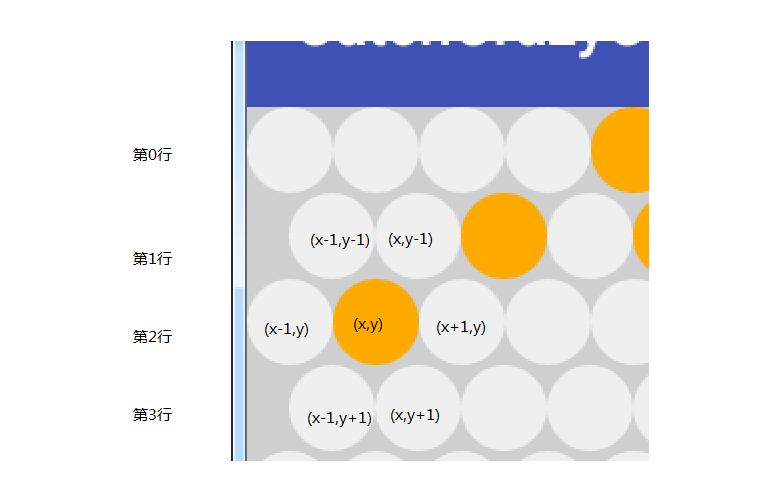 第0行
第1行
(x-1,y-1)
(x,y-1)
第2行
(x-1,y)
(x,y)
(x+1,y)
第3行
(x-1,y+1)
(x,y+1)